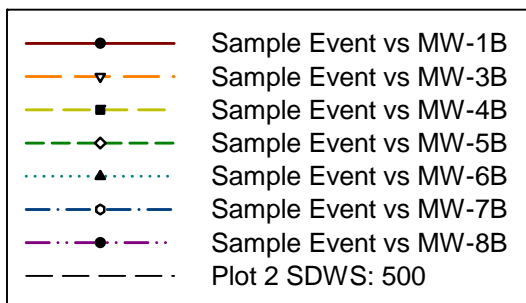 Sample Event vs MW-1B
Sample Event vs MW-3B
Sample Event vs MW-4B
Sample Event vs MW-5B
Sample Event vs MW-6B
Sample Event vs MW-7B
Sample Event vs MW-8B
Plot 2 SDWS: 500